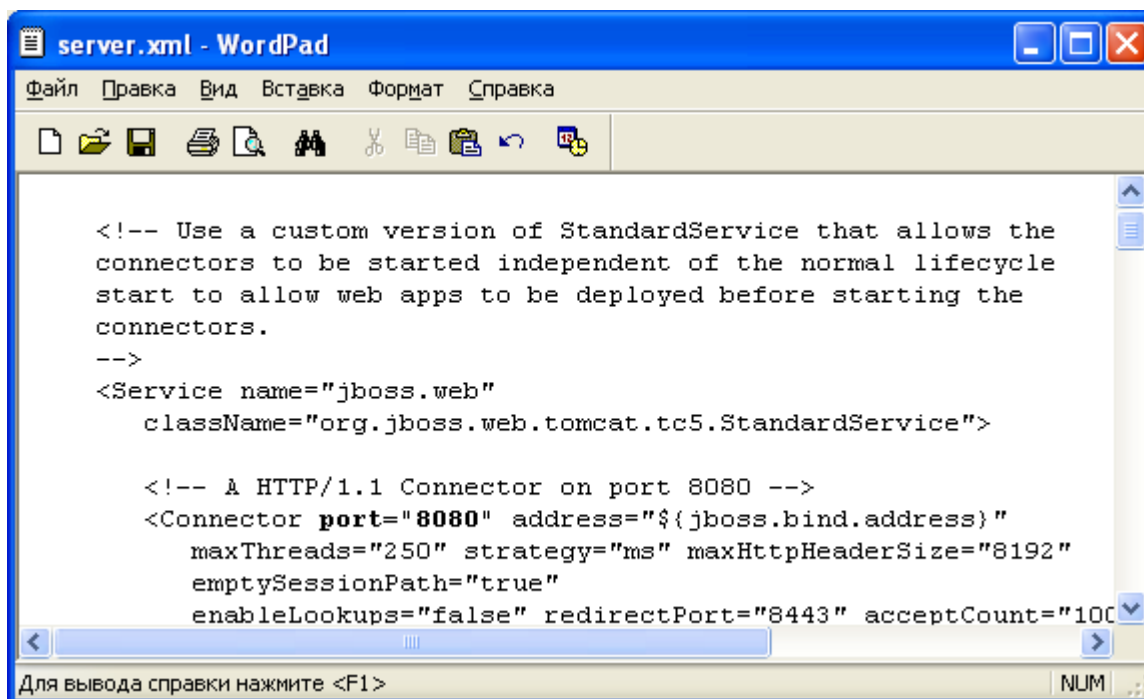 server.xml - WordPad
Файл Правка Вид Вставка Формат Справка
<!-- Use a custom version of StandardService that allows the
connectors to be started independent of the normal lifecycle
start to allow web apps to be deployed before starting the
connectors.
-->
<Service name="jboss.web"
className="org.jboss.web.tomcat.tc5.StandardService">
<!-- A HTTP/1.1 Connector on port 8080 -->
<Connector port="8080" address="${jboss.bind.address}"
maxThreads="250" strategy="ms" maxHttpHeaderSize="8192"
emptySessionPath="true"
enableLookups="false" redirectPort="8443" acceptCount="100
Для вывода справки нажмите <F1> NUM